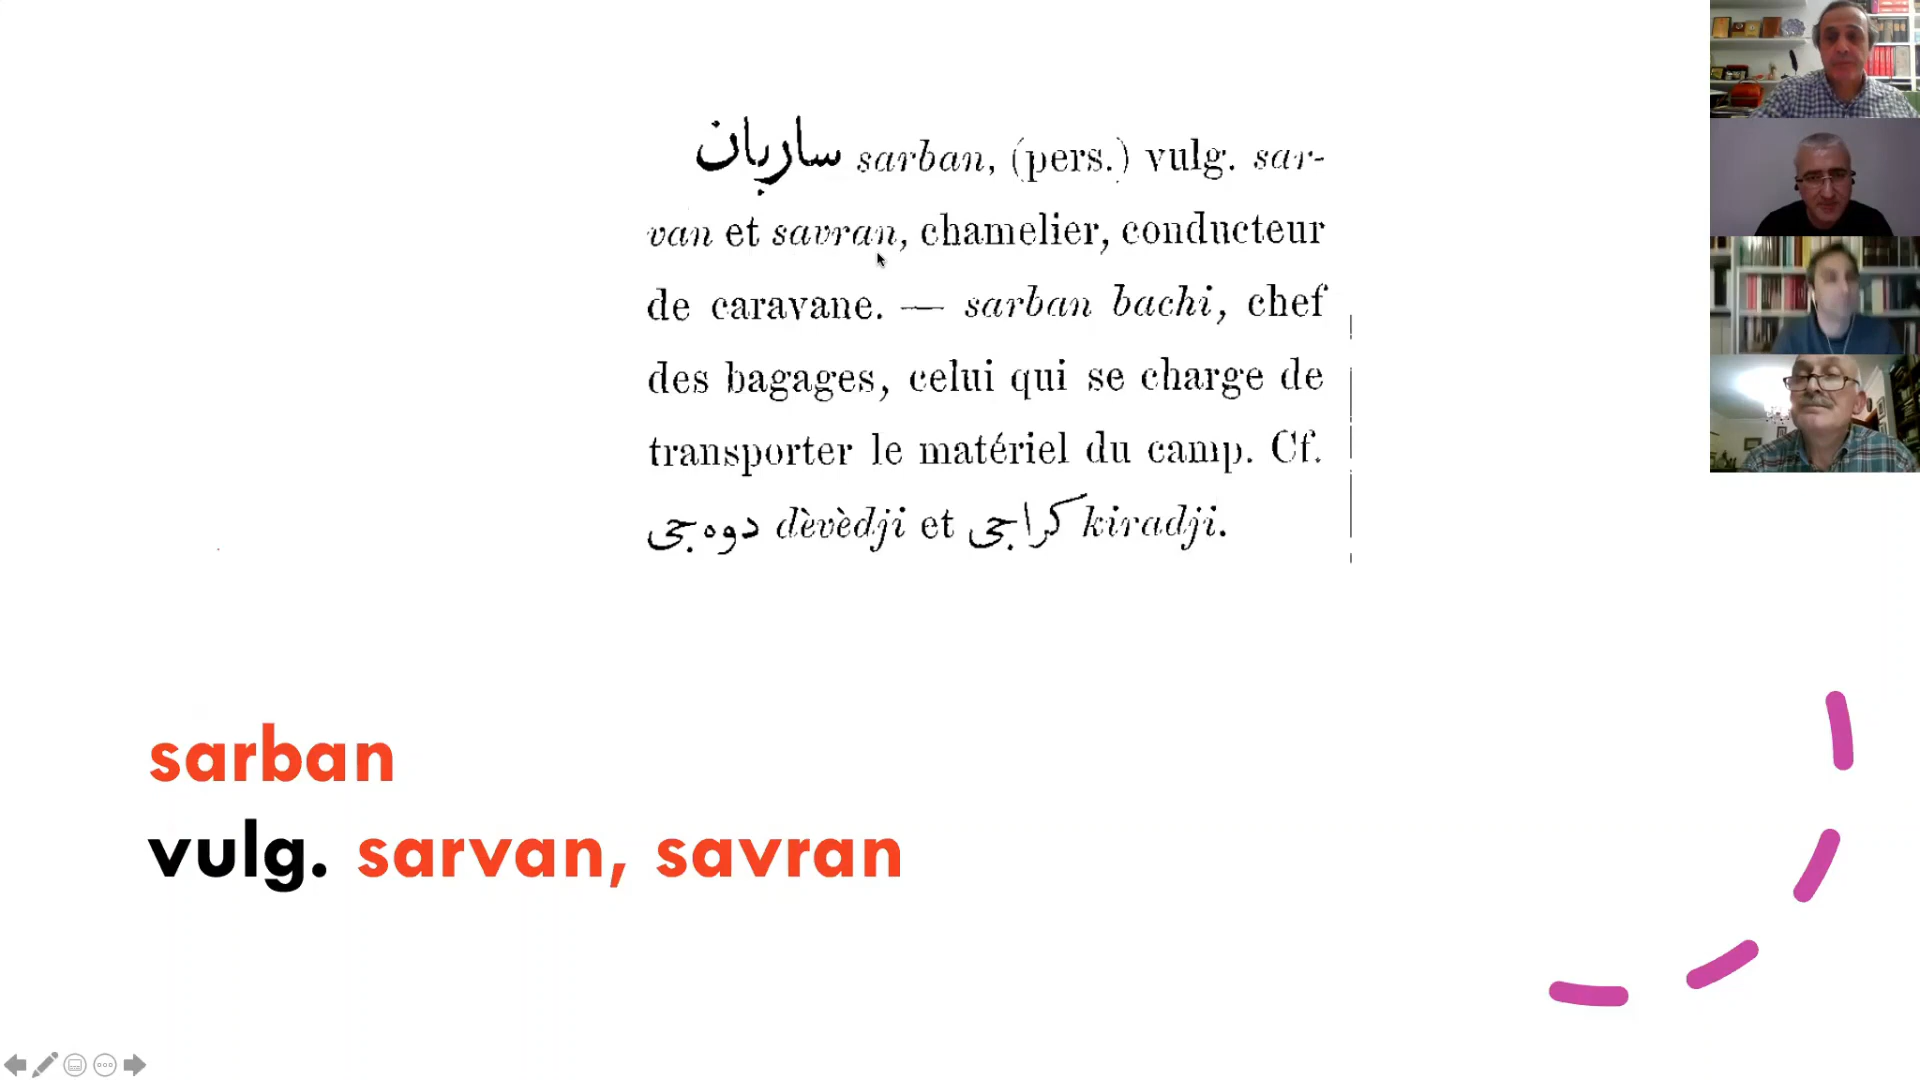 ساربان sarban, (pers.) vulg. sar-
van et savran, chamelier, conducteur
de caravane. — sarban bachi, chef
des bagages, celui qui se charge de
transporter le matériel du camp. Cf.
دوه جی dèvèdji et کراجی kiradji.
sarban
vulg. sarvan, savran